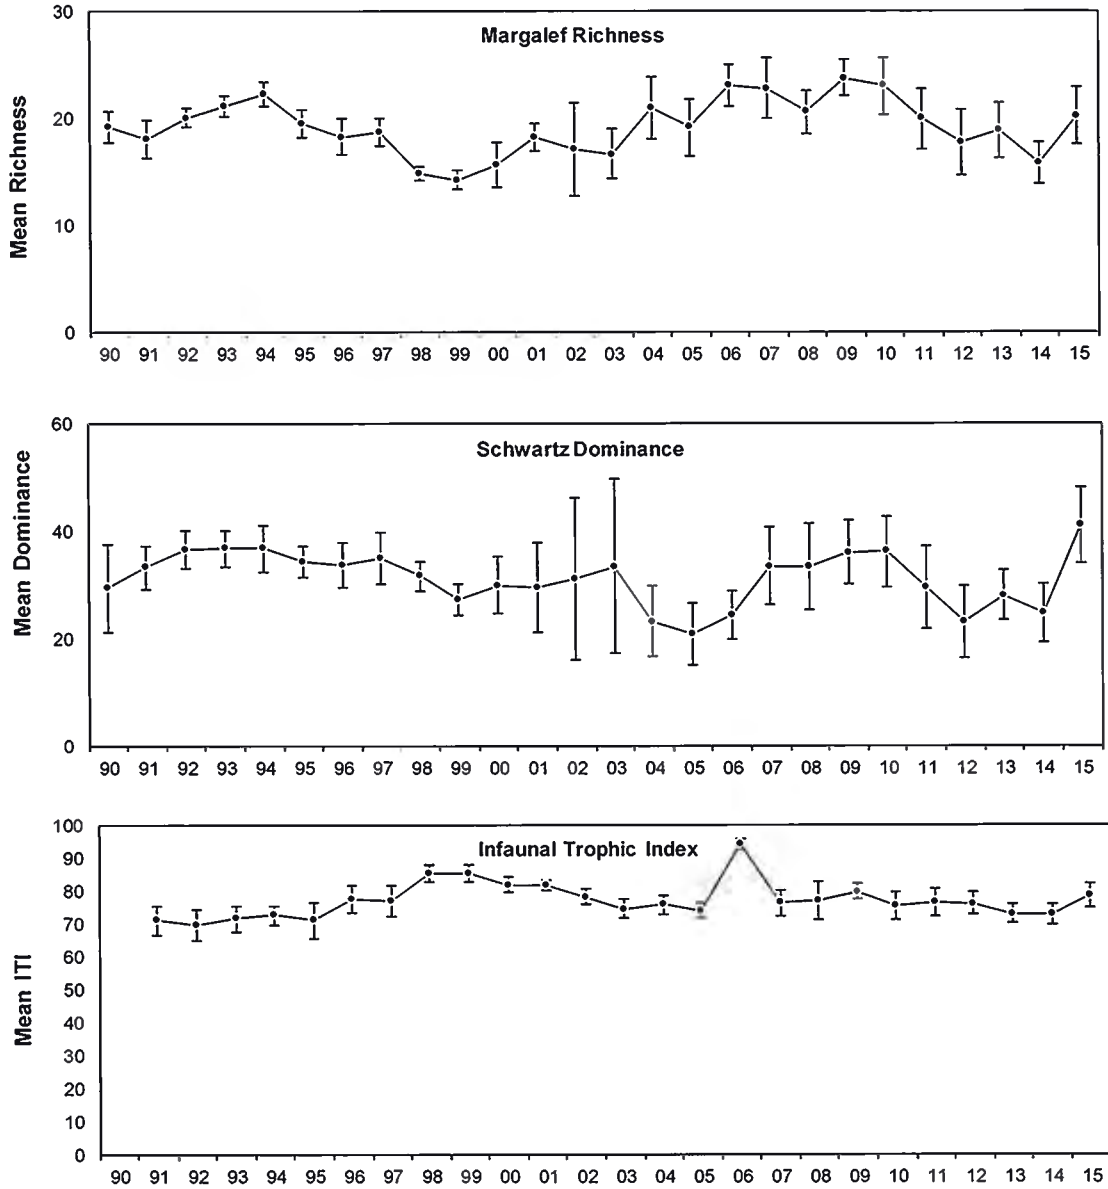 Margalef Richness
Mean Richness
30
20
10
0
90 91 92 93 94 95 96 97 98 99 00 01 02 03 04 05 06 07 08 09 10 11 12 13 14 15
Schwartz Dominance
Mean Dominance
60
40
20
0
90 91 92 93 94 95 96 97 98 99 00 01 02 03 04 05 06 07 08 09 10 11 12 13 14 15
Infaunal Trophic Index
Mean ITI
100
90
80
70
60
50
40
30
20
10
0
90 91 92 93 94 95 96 97 98 99 00 01 02 03 04 05 06 07 08 09 10 11 12 13 14 15